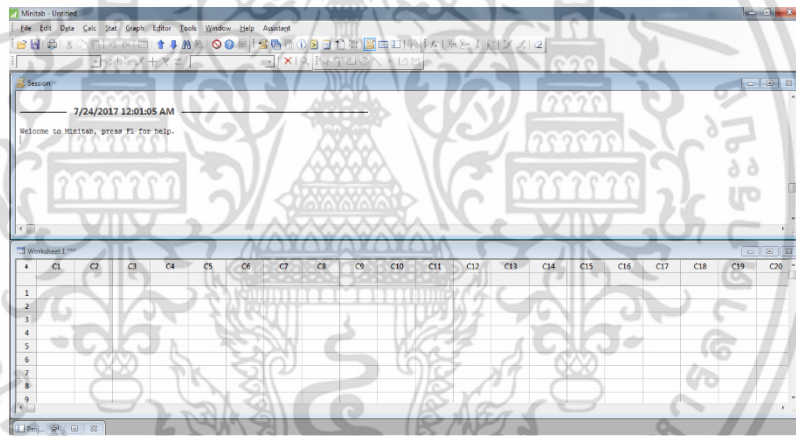 Minitab - Untitled
File Edit Data Calc Stat Graph Editor Tools Window Help Assistant
Session
7/24/2017 12:01:05 AM
Welcome to Minitab, press F1 for help.
Worksheet 1 ***
C1 C2 C3 C4 C5 C6 C7 C8 C9 C10 C11 C12 C13 C14 C15 C16 C17 C18 C19 C20
1
2
3
4
5
6
7
8
9
Proj...